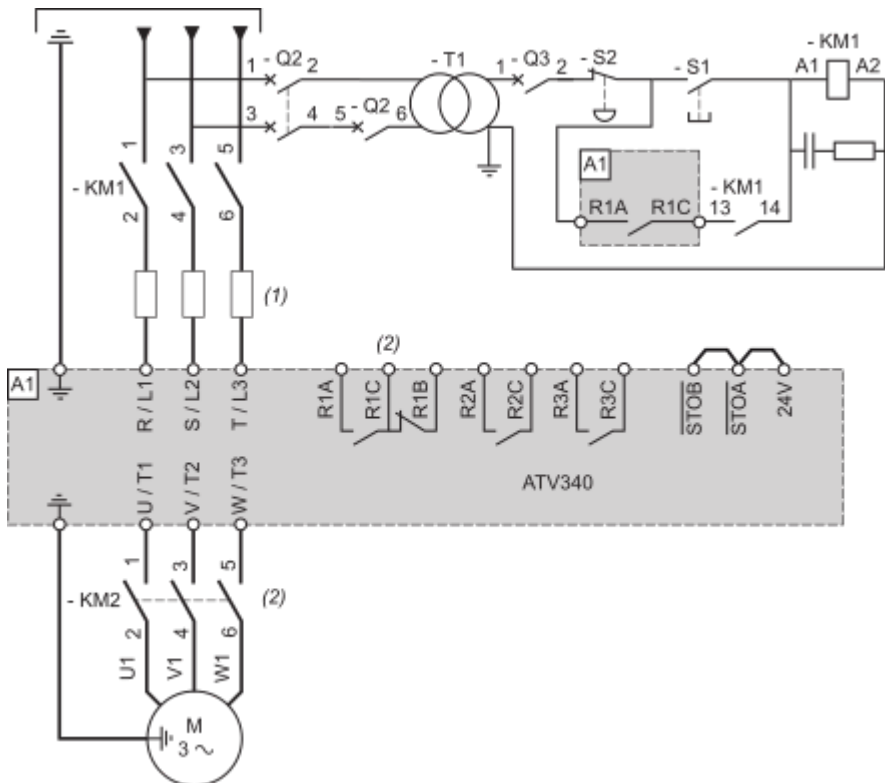 1 - Q2 2
- T1
1 - Q3 2
- S2
- S1
- KM1
A1 A2
3 4 5 - Q2 6
1 3 5
- KM1
2 4 6
A1
R1A R1C
- KM1
13 14
(1)
(2)
A1
R / L1
S / L2
T / L3
R1A
R1C
R1B
R2A
R2C
R3A
R3C
STOB
STOA
24V
ATV340
U / T1
V / T2
W / T3
1 3 5
- KM2
(2)
2 4 6
U1 V1 W1
M
3 ~